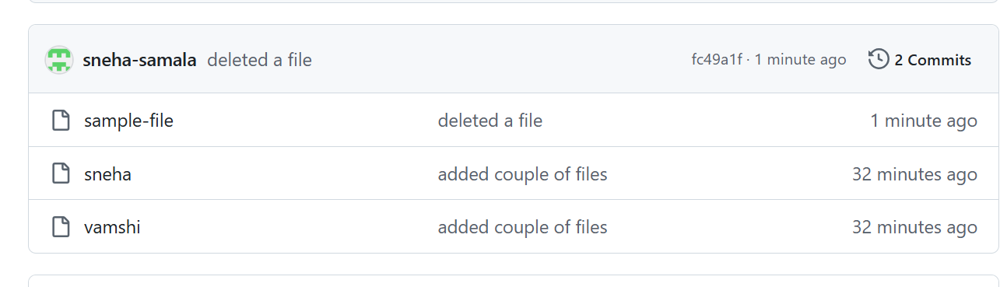 sneha-samala deleted a file fc49a1f · 1 minute ago 2 Commits
sample-file deleted a file 1 minute ago
sneha added couple of files 32 minutes ago
vamshi added couple of files 32 minutes ago